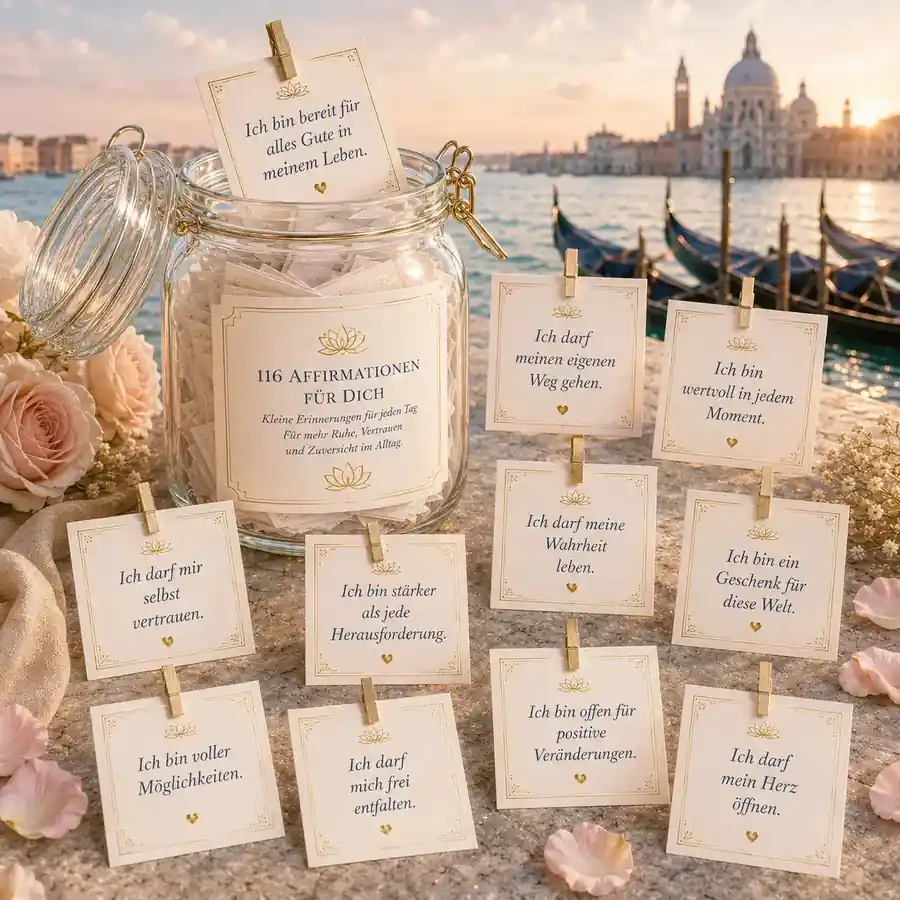 Ich bin bereit für
alles Gute in
meinem Leben.
116 Affirmationen
für Dich
Kleine Erinnerungen für jeden Tag
Für mehr Ruhe, Vertrauen
und Zuversicht im Alltag.
Ich darf
meinen eigenen
Weg gehen.
Ich bin
wertvoll in jedem
Moment.
Ich darf meine
Wahrheit
leben.
Ich bin ein
Geschenk für
diese Welt.
Ich darf mir
selbst
vertrauen.
Ich bin stärker
als jede
Herausforderung.
Ich bin voller
Möglichkeiten.
Ich darf
mich frei
entfalten.
Ich bin offen für
positive
Veränderungen.
Ich darf
mein Herz
öffnen.